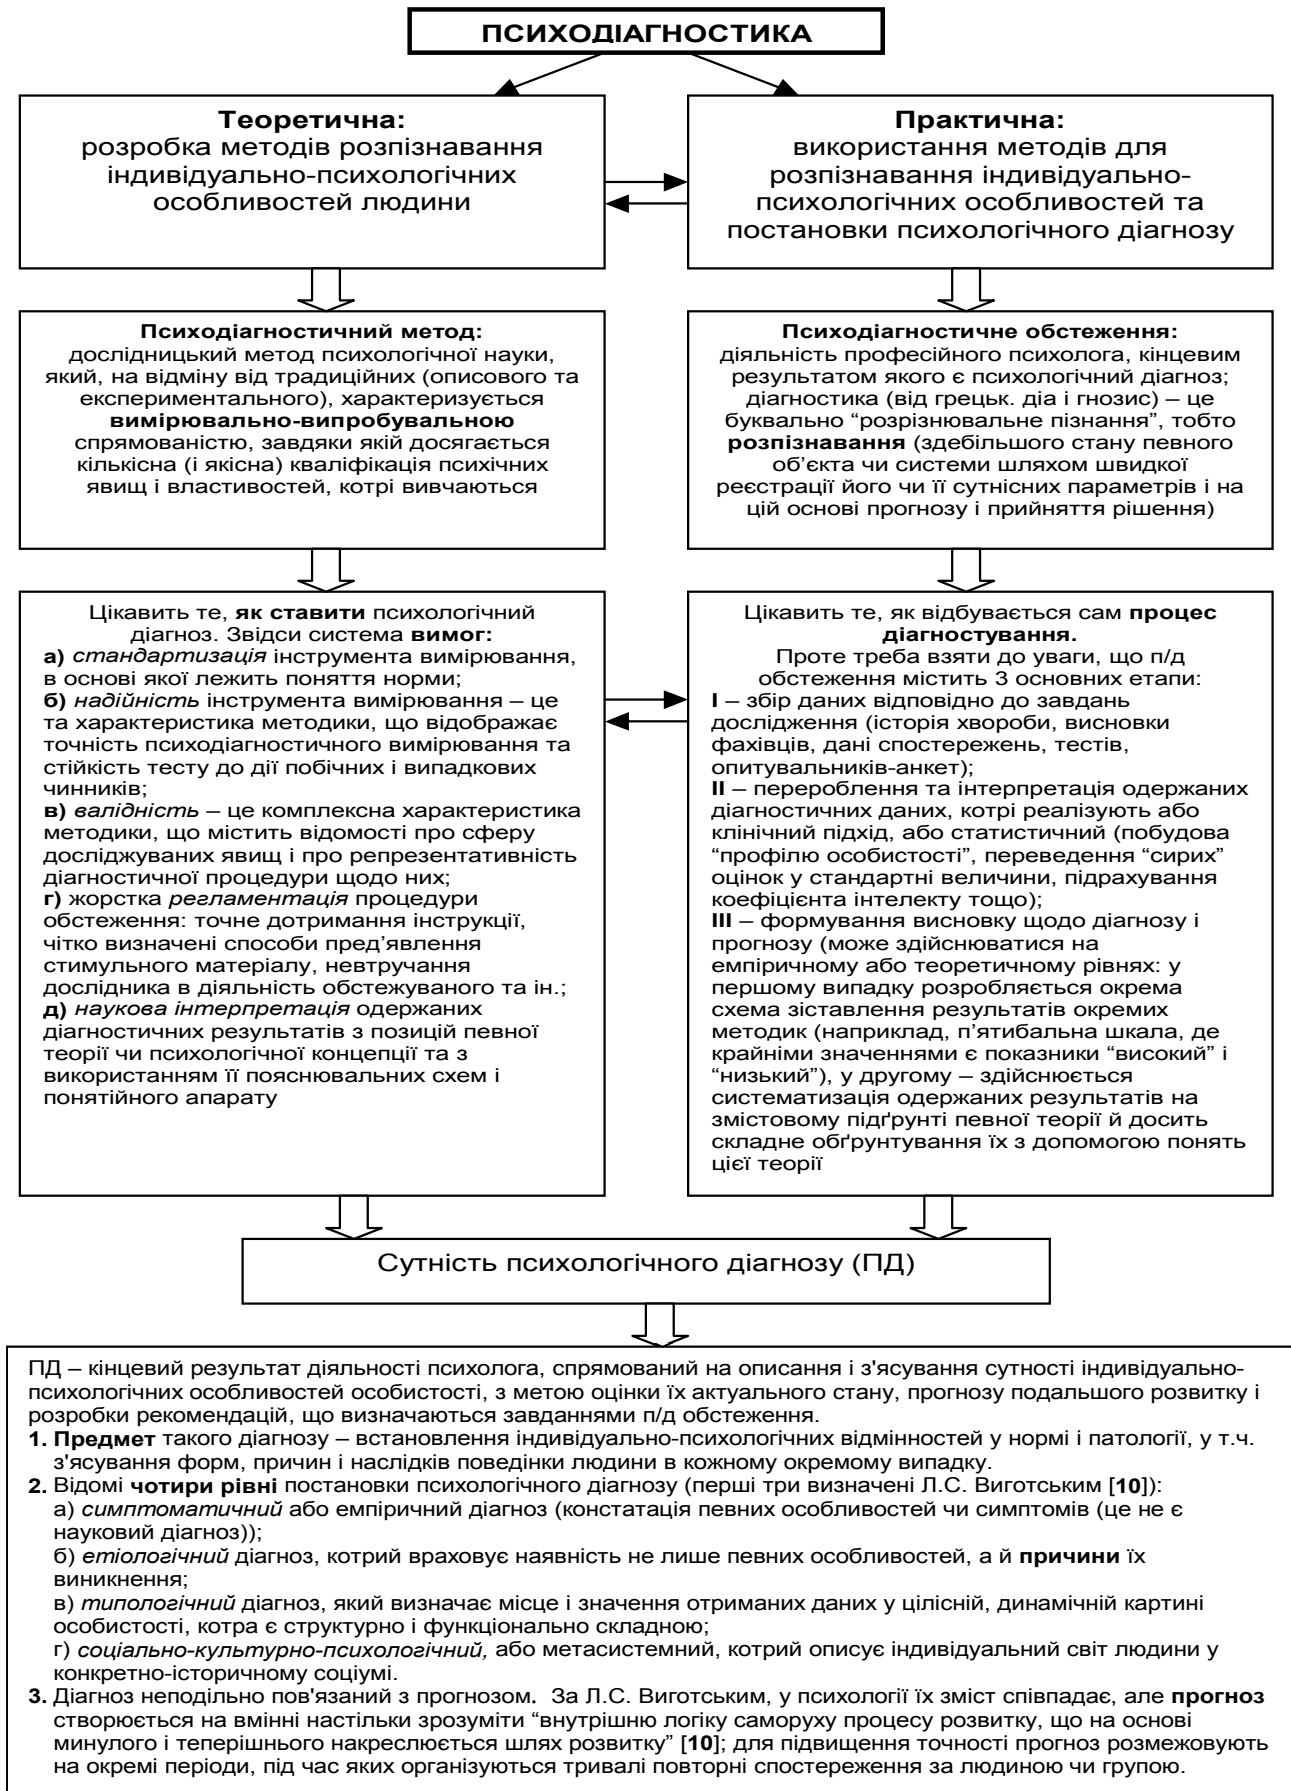 ПСИХОДІАГНОСТИКА
Теоретична:
розробка методів розпізнавання
індивідуально-психологічних
особливостей людини
Практична:
використання методів для
розпізнавання індивідуально-
психологічних особливостей та
постановки психологічного діагнозу
Психодіагностичний метод:
дослідницький метод психологічної науки,
який, на відміну від традиційних (описового та
експериментального), характеризується
вимірювально-випробувальною
спрямованістю, завдяки якій досягається
кількісна (і якісна) кваліфікація психічних
явищ і властивостей, котрі вивчаються
Психодіагностичне обстеження:
діяльність професійного психолога, кінцевим
результатом якого є психологічний діагноз;
діагностика (від грецьк. діа і гнозис) – це
буквально “розрізнювальне пізнання”, тобто
розпізнавання (здебільшого стану певного
об’єкта чи системи шляхом швидкої
реєстрації його чи її сутнісних параметрів і на
цій основі прогнозу і прийняття рішення)
Цікавить те, як ставити психологічний
діагноз. Звідси система вимог:
а) стандартизація інструмента вимірювання,
в основі якої лежить поняття норми;
б) надійність інструмента вимірювання – це
та характеристика методики, що відображає
точність психодіагностичного вимірювання та
стійкість тесту до дії побічних і випадкових
чинників;
в) валідність – це комплексна характеристика
методики, що містить відомості про сферу
досліджуваних явищ і про репрезентативність
діагностичної процедури щодо них;
г) жорстка регламентація процедури
обстеження: точне дотримання інструкції,
чітко визначені способи пред’явлення
стимульного матеріалу, невтручання
дослідника в діяльність обстежуваного та ін.;
д) наукова інтерпретація одержаних
діагностичних результатів з позицій певної
теорії чи психологічної концепції та з
використанням її пояснювальних схем і
понятійного апарату
Цікавить те, як відбувається сам процес
діагностування.
Проте треба взяти до уваги, що п/д
обстеження містить 3 основних етапи:
І – збір даних відповідно до завдань
дослідження (історія хвороби, висновки
фахівців, дані спостережень, тестів,
опитувальників-анкет);
ІІ – перероблення та інтерпретація одержаних
діагностичних даних, котрі реалізують або
клінічний підхід, або статистичний (побудова
“профілю особистості”, переведення “сирих”
оцінок у стандартні величини, підрахування
коефіцієнта інтелекту тощо);
ІІІ – формування висновку щодо діагнозу і
прогнозу (може здійснюватися на
емпіричному або теоретичному рівнях: у
першому випадку розробляється окрема
схема зіставлення результатів окремих
методик (наприклад, п’ятибальна шкала, де
крайніми значеннями є показники “високий” і
“низький”), у другому – здійснюється
систематизація одержаних результатів на
змістовому підґрунті певної теорії й досить
складне обґрунтування їх з допомогою понять
цієї теорії
Сутність психологічного діагнозу (ПД)
ПД – кінцевий результат діяльності психолога, спрямований на описання і з'ясування сутності індивідуально-
психологічних особливостей особистості, з метою оцінки їх актуального стану, прогнозу подальшого розвитку і
розробки рекомендацій, що визначаються завданнями п/д обстеження.
1. Предмет такого діагнозу – встановлення індивідуально-психологічних відмінностей у нормі і патології, у т.ч.
з'ясування форм, причин і наслідків поведінки людини в кожному окремому випадку.
2. Відомі чотири рівні постановки психологічного діагнозу (перші три визначені Л.С. Виготським [10]):
а) симптоматичний або емпіричний діагноз (констатація певних особливостей чи симптомів (це не є
науковий діагноз));
б) етіологічний діагноз, котрий враховує наявність не лише певних особливостей, а й причини їх
виникнення;
в) типологічний діагноз, який визначає місце і значення отриманих даних у цілісній, динамічній картині
особистості, котра є структурно і функціонально складною;
г) соціально-культурно-психологічний, або метасистемний, котрий описує індивідуальний світ людини у
конкретно-історичному соціумі.
3. Діагноз неподільно пов'язаний з прогнозом. За Л.С. Виготським, у психології їх зміст співпадає, але прогноз
створюється на вмінні настільки зрозуміти “внутрішню логіку саморуху процесу розвитку, що на основі
минулого і теперішнього накреслюється шлях розвитку” [10]; для підвищення точності прогноз розмежовують
на окремі періоди, під час яких організуються тривалі повторні спостереження за людиною чи групою.